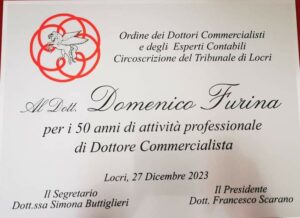 Ordine dei Dottori Commercialisti
e degli Esperti Contabili
Circoscrizione del Tribunale di Locri
Al Dott. Domenico Furina
per i 50 anni di attività professionale
di Dottore Commercialista
Locri, 27 Dicembre 2023
Il Segretario
Dott.ssa Simona Buttiglieri
Il Presidente
Dott. Francesco Scarano